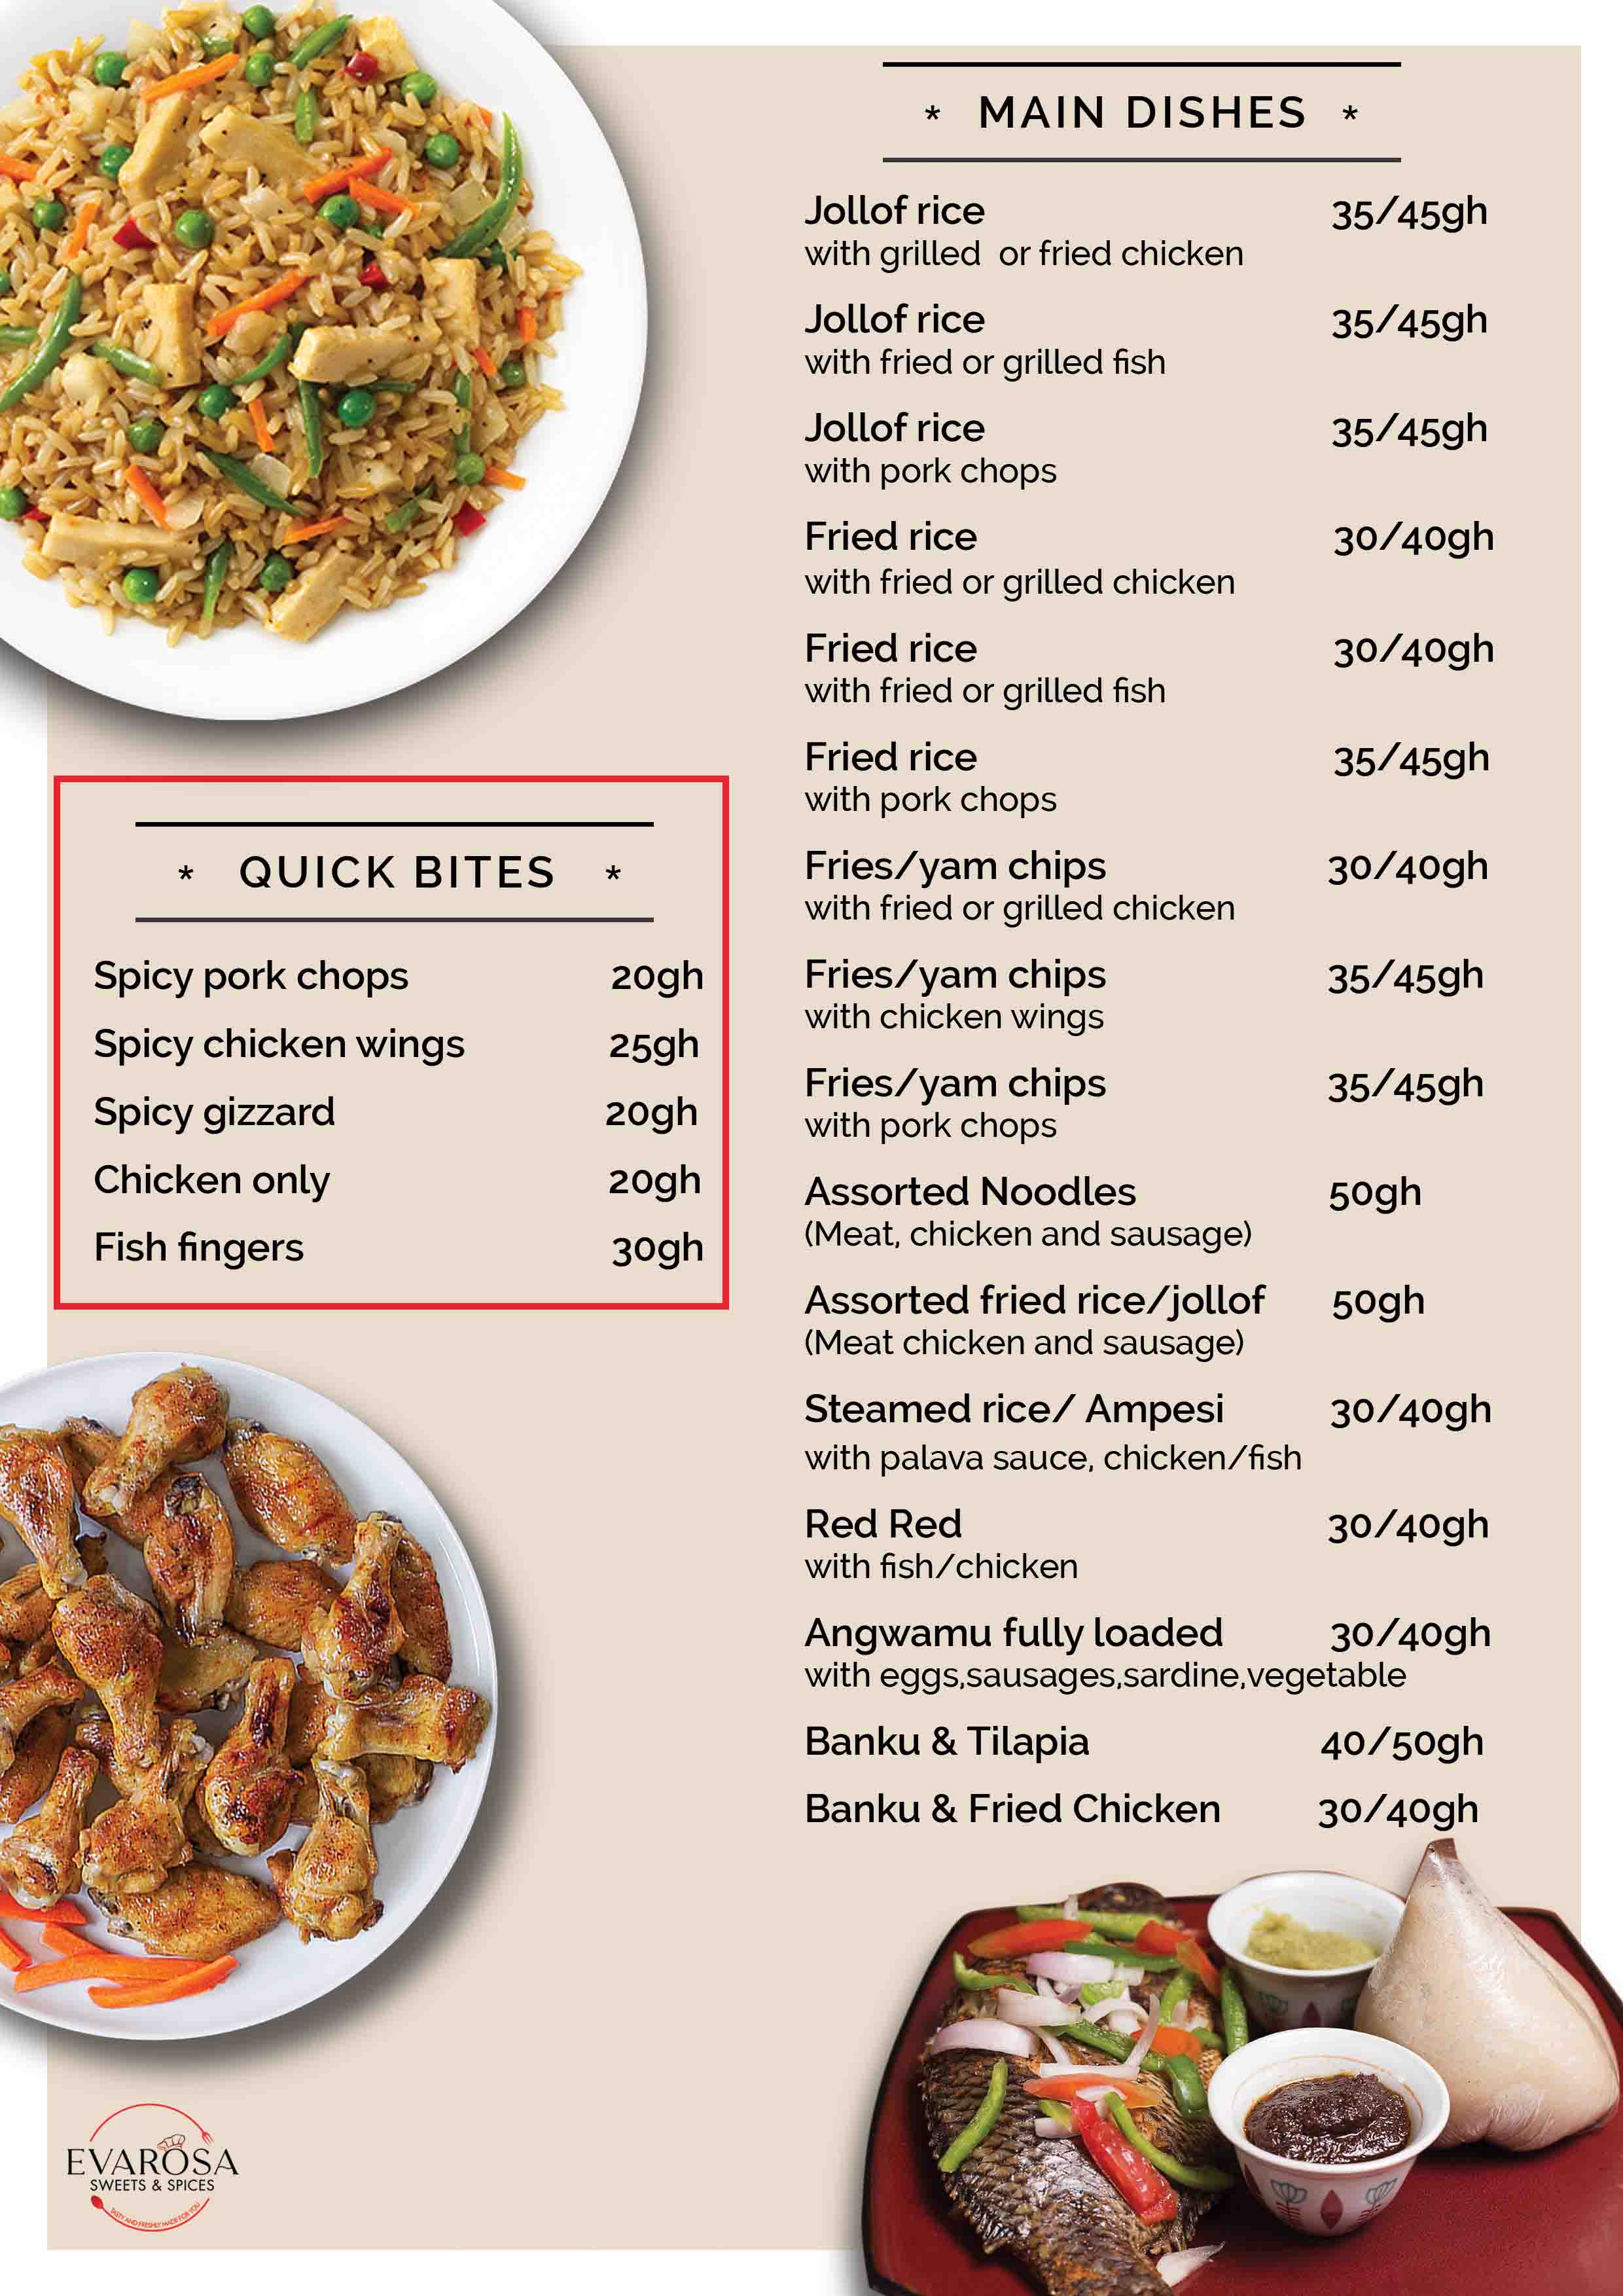 * MAIN DISHES *
Jollof rice 35/45gh
with grilled or fried chicken
Jollof rice 35/45gh
with fried or grilled fish
Jollof rice 35/45gh
with pork chops
Fried rice 30/40gh
with fried or grilled chicken
Fried rice 30/40gh
with fried or grilled fish
Fried rice 35/45gh
with pork chops
Fries/yam chips 30/40gh
with fried or grilled chicken
Fries/yam chips 35/45gh
with chicken wings
Fries/yam chips 35/45gh
with pork chops
Assorted Noodles 50gh
(Meat, chicken and sausage)
Assorted fried rice/jollof 50gh
(Meat chicken and sausage)
Steamed rice/ Ampesi 30/40gh
with palava sauce, chicken/fish
Red Red 30/40gh
with fish/chicken
Angwamu fully loaded 30/40gh
with eggs,sausages,sardine,vegetable
Banku & Tilapia 40/50gh
Banku & Fried Chicken 30/40gh
* QUICK BITES *
Spicy pork chops 20gh
Spicy chicken wings 25gh
Spicy gizzard 20gh
Chicken only 20gh
Fish fingers 30gh
EVAROSA
SWEETS & SPICES
TASTY AND FRESHLY MADE FOR YOU